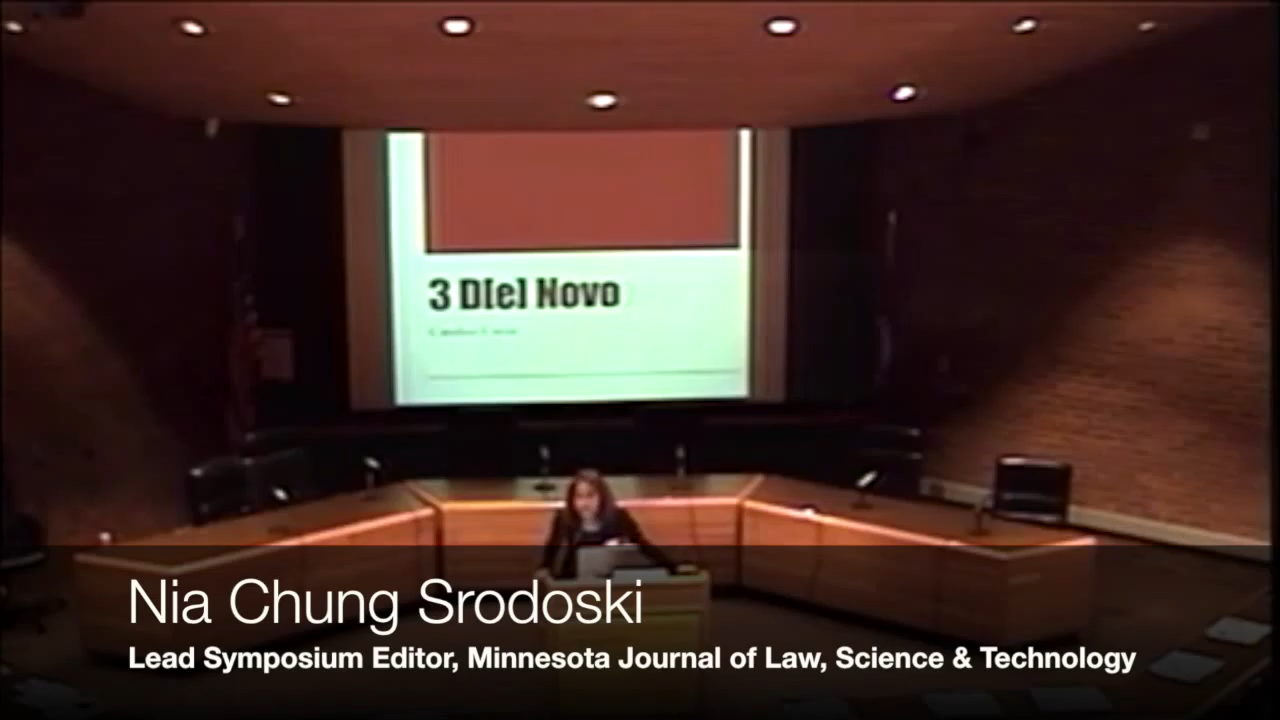 3 D[e] Novo
Nia Chung Srodoski
Lead Symposium Editor, Minnesota Journal of Law, Science & Technology